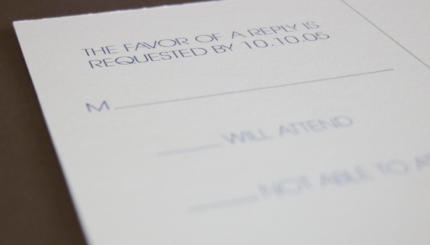 THE FAVOR OF A REPLY IS
REQUESTED BY 10.10.05
M
WILL ATTEND
NOT ABLE TO